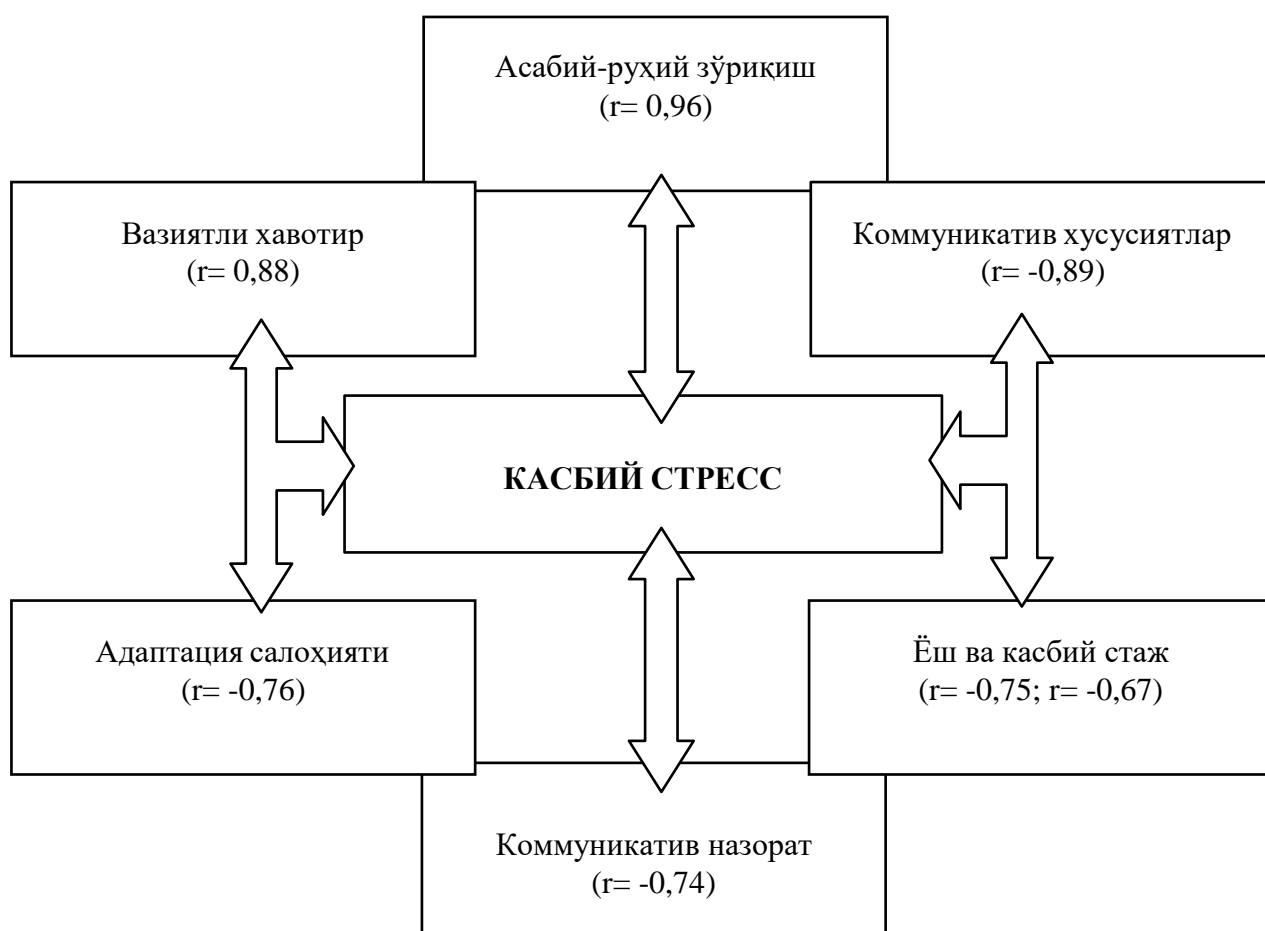 Асабий-руҳий зўриқиш
(r= 0,96)
Вазиятли хавотир
(r= 0,88)
Коммуникатив хусусиятлар
(r= -0,89)
КАСБИЙ СТРЕСС
Адаптация салоҳияти
(r= -0,76)
Ёш ва касбий стаж
(r= -0,75; r= -0,67)
Коммуникатив назорат
(r= -0,74)